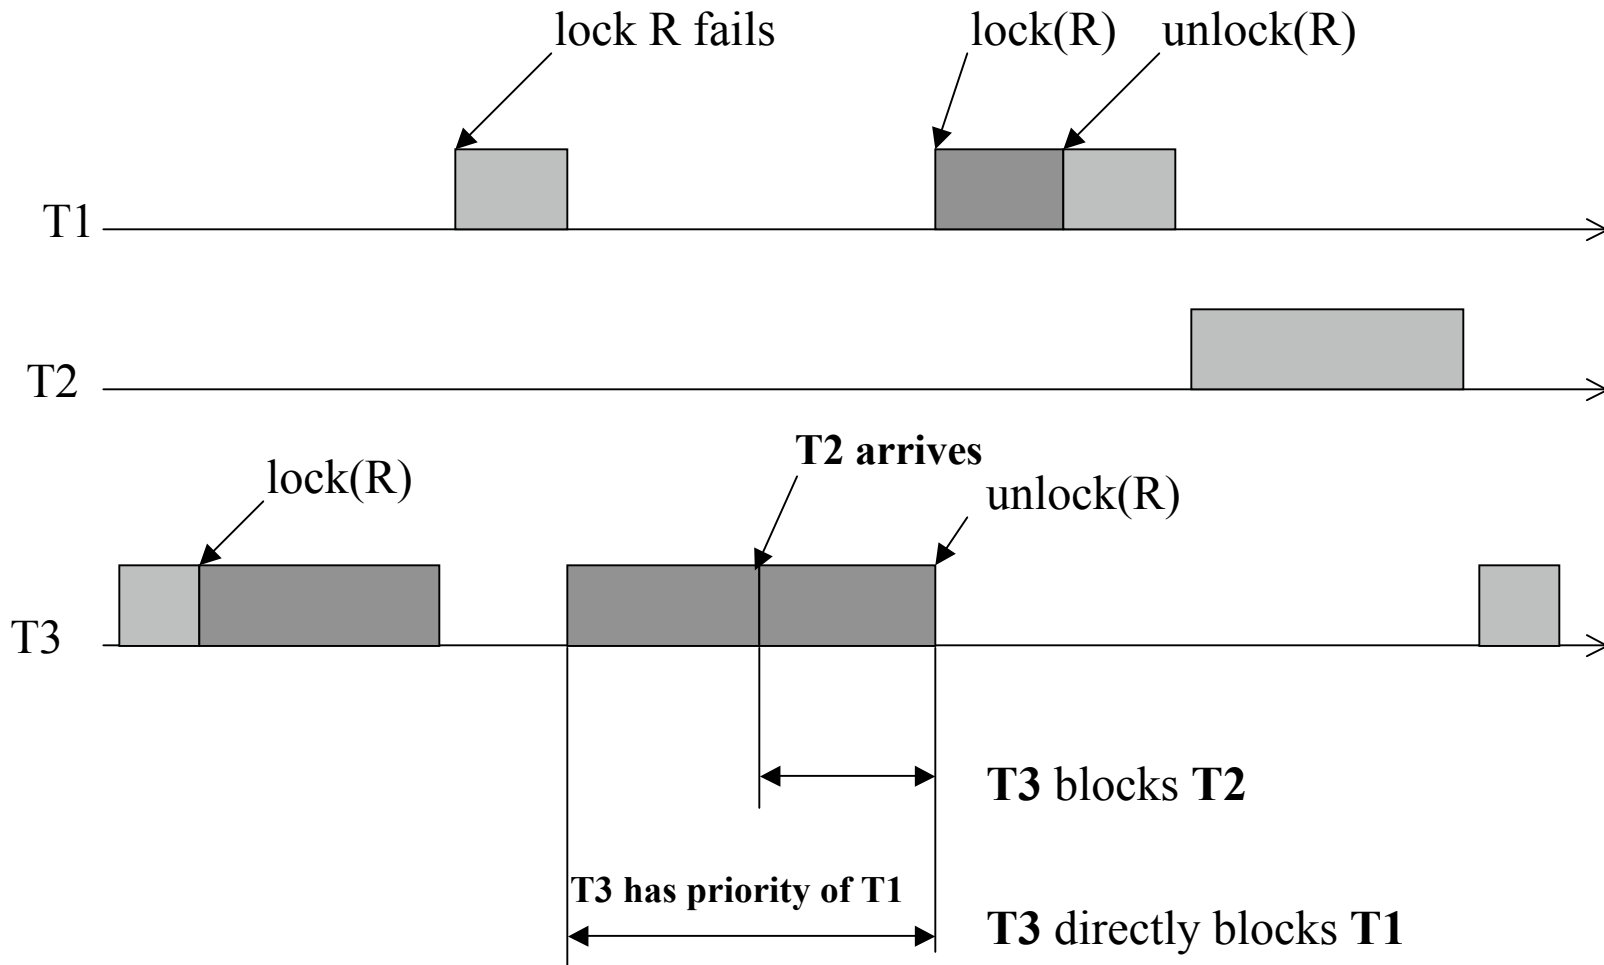 lock R fails
lock(R)
unlock(R)
T1
T2
T2 arrives
lock(R)
unlock(R)
T3
T3 blocks T2
T3 has priority of T1
T3 directly blocks T1